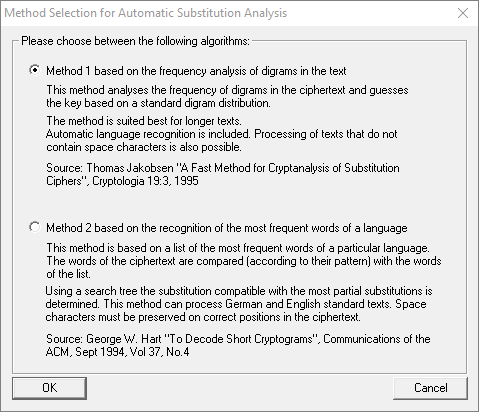 Method Selection for Automatic Substitution Analysis
Please choose between the following algorithms:
Method 1 based on the frequency analysis of digrams in the text
This method analyses the frequency of digrams in the ciphertext and guesses
the key based on a standard digram distribution.
The method is suited best for longer texts.
Automatic language recognition is included. Processing of texts that do not
contain space characters is also possible.
Source: Thomas Jakobsen "A Fast Method for Cryptanalysis of Substitution
Ciphers", Cryptologia 19:3, 1995
Method 2 based on the recognition of the most frequent words of a language
This method is based on a list of the most frequent words of a particular language.
The words of the ciphertext are compared (according to their pattern) with the
words of the list.
Using a search tree the substitution compatible with the most partial substitutions is
determined. This method can process German and English standard texts. Space
characters must be preserved on correct positions in the ciphertext.
Source: George W. Hart "To Decode Short Cryptograms", Communications of the
ACM, Sept 1994, Vol 37, No.4
OK
Cancel